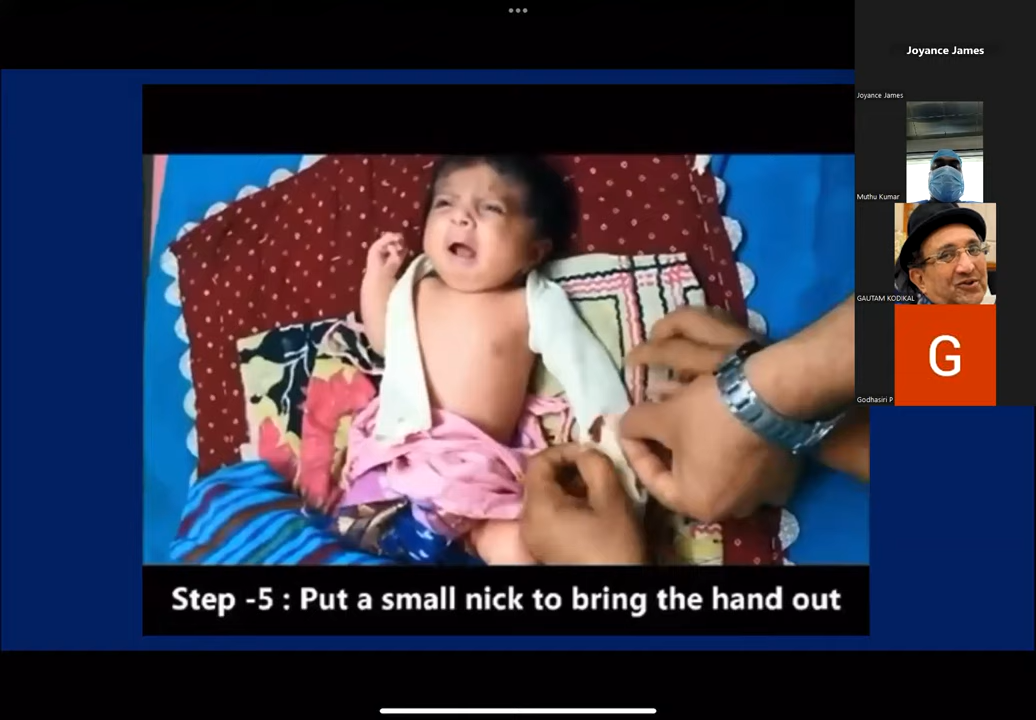 Joyance James
Joyance James
Muthu Kumar
GAUTAM KODIKAL
G
Godhasiri P
Step -5 : Put a small nick to bring the hand out